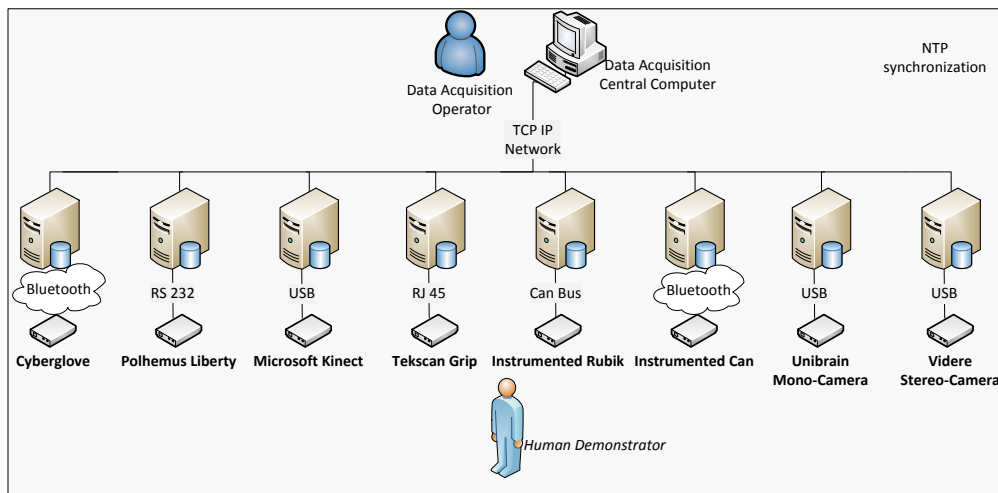 Data Acquisition
Operator
Data Acquisition
Central Computer
NTP
synchronization
TCP IP
Network
Bluetooth
RS 232
USB
RJ 45
Can Bus
Bluetooth
USB
USB
Cyberglove
Polhemus Liberty
Microsoft Kinect
Tekscan Grip
Instrumented Rubik
Instrumented Can
Unibrain
Mono-Camera
Videre
Stereo-Camera
Human Demonstrator